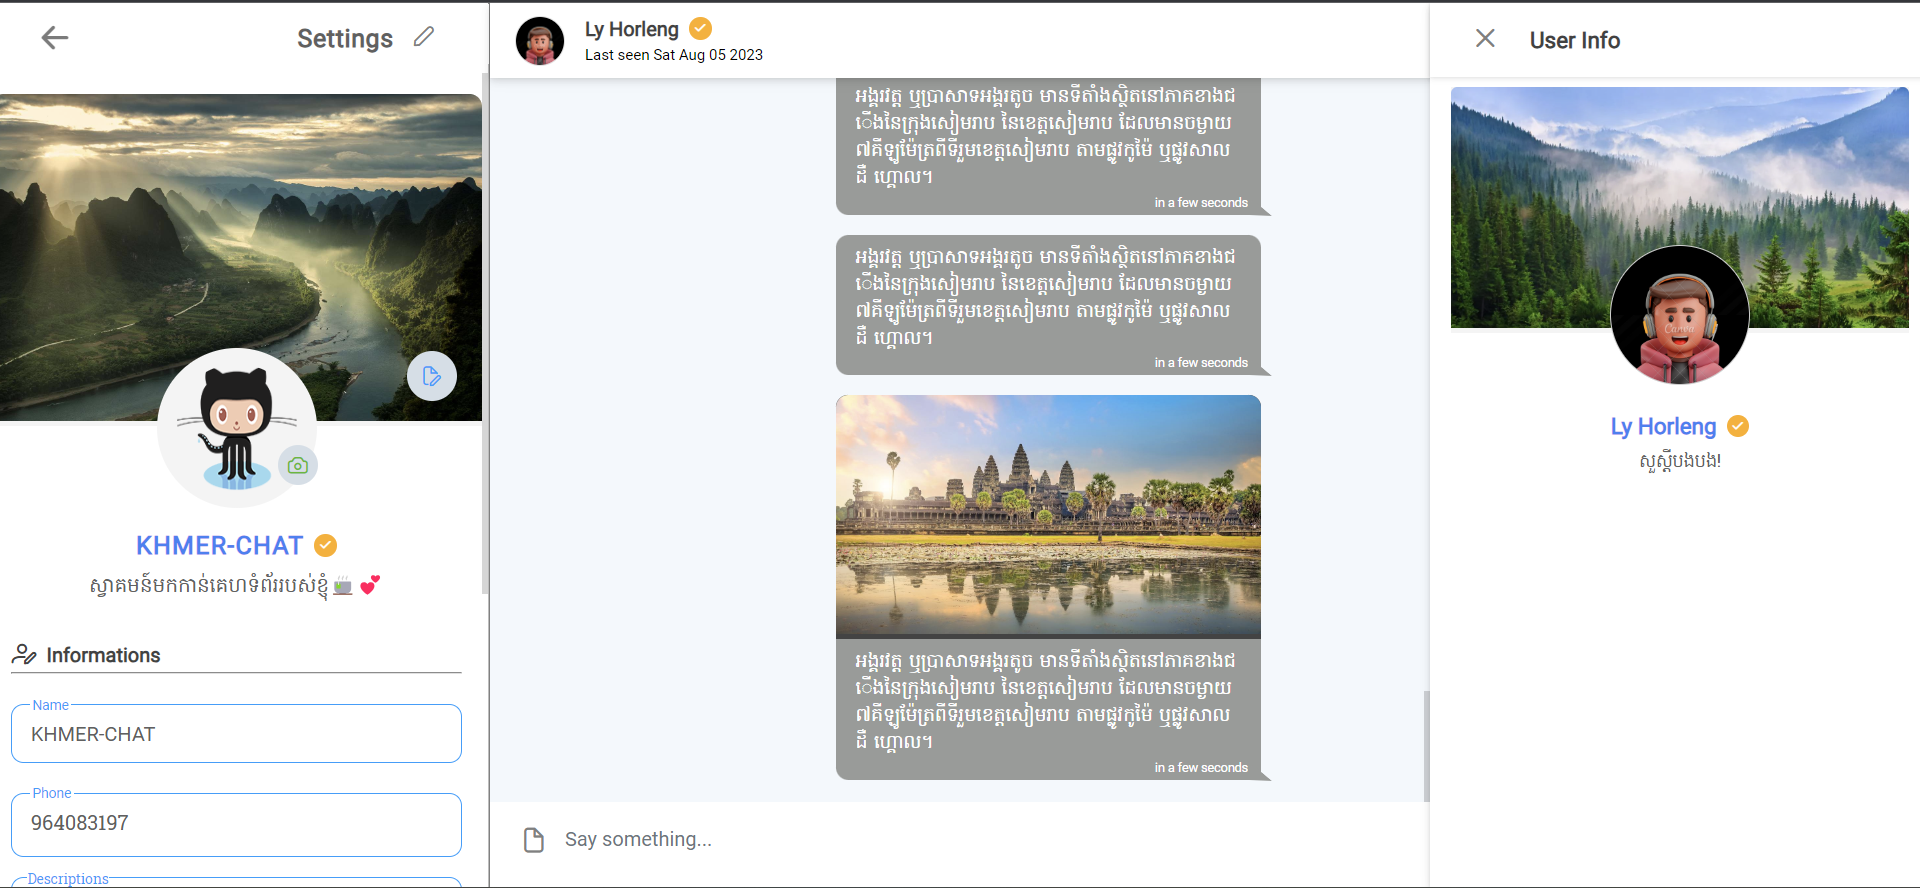 Settings
KHMER-CHAT
ស្វាគមន៍មកកាន់គេហទំព័ររបស់ខ្ញុំ🍵 💕
Informations
Name
KHMER-CHAT
Phone
964083197
Descriptions
Ly Horleng
Last seen Sat Aug 05 2023
អង្គរវត្ត ឬប្រាសាទអង្គរតូច មានទីតាំងស្ថិតនៅភាគខាងជ
ើងនៃក្រុងសៀមរាប នៃខេត្តសៀមរាប ដែលមានចម្ងាយ
៧គីឡូម៉ែត្រពីទីរួមខេត្តសៀមរាប តាមផ្លូវកូម៉ៃ ឬផ្លូវសាល
ដឺ ហ្គោល។
in a few seconds
អង្គរវត្ត ឬប្រាសាទអង្គរតូច មានទីតាំងស្ថិតនៅភាគខាងជ
ើងនៃក្រុងសៀមរាប នៃខេត្តសៀមរាប ដែលមានចម្ងាយ
៧គីឡូម៉ែត្រពីទីរួមខេត្តសៀមរាប តាមផ្លូវកូម៉ៃ ឬផ្លូវសាល
ដឺ ហ្គោល។
in a few seconds
អង្គរវត្ត ឬប្រាសាទអង្គរតូច មានទីតាំងស្ថិតនៅភាគខាងជ
ើងនៃក្រុងសៀមរាប នៃខេត្តសៀមរាប ដែលមានចម្ងាយ
៧គីឡូម៉ែត្រពីទីរួមខេត្តសៀមរាប តាមផ្លូវកូម៉ៃ ឬផ្លូវសាល
ដឺ ហ្គោល។
in a few seconds
Say something...
User Info
Canva
Ly Horleng
សួស្តីបងបង!